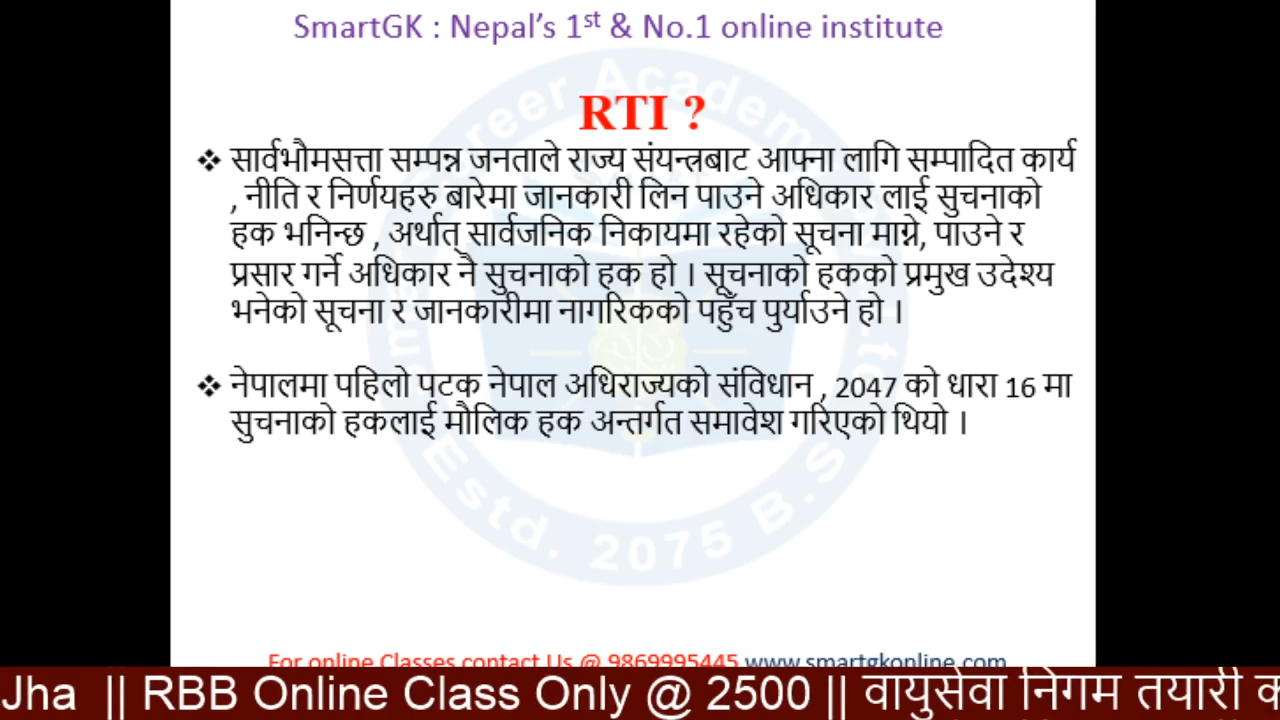 SmartGK : Nepal’s 1st & No.1 online institute
RTI ?
❖ सार्वभौमसत्ता सम्पन्न जनताले राज्य संयन्त्रबाट आफ्ना लागि सम्पादित कार्य
, नीति र निर्णयहरु बारेमा जानकारी लिन पाउने अधिकार लाई सुचनाको
हक भनिन्छ , अर्थात् सार्वजनिक निकायमा रहेको सूचना माग्ने, पाउने र
प्रसार गर्ने अधिकार नै सुचनाको हक हो । सूचनाको हकको प्रमुख उदेश्य
भनेको सूचना र जानकारीमा नागरिकको पहुँच पुर्याउने हो ।
❖ नेपालमा पहिलो पटक नेपाल अधिराज्यको संविधान , 2047 को धारा 16 मा
सुचनाको हकलाई मौलिक हक अन्तर्गत समावेश गरिएको थियो ।
Estd. 2075 B.S
For online Classes contact Us @ 9869995445 www.smartgkonline.com
Jha || RBB Online Class Only @ 2500 || वायुसेवा निगम तयारी